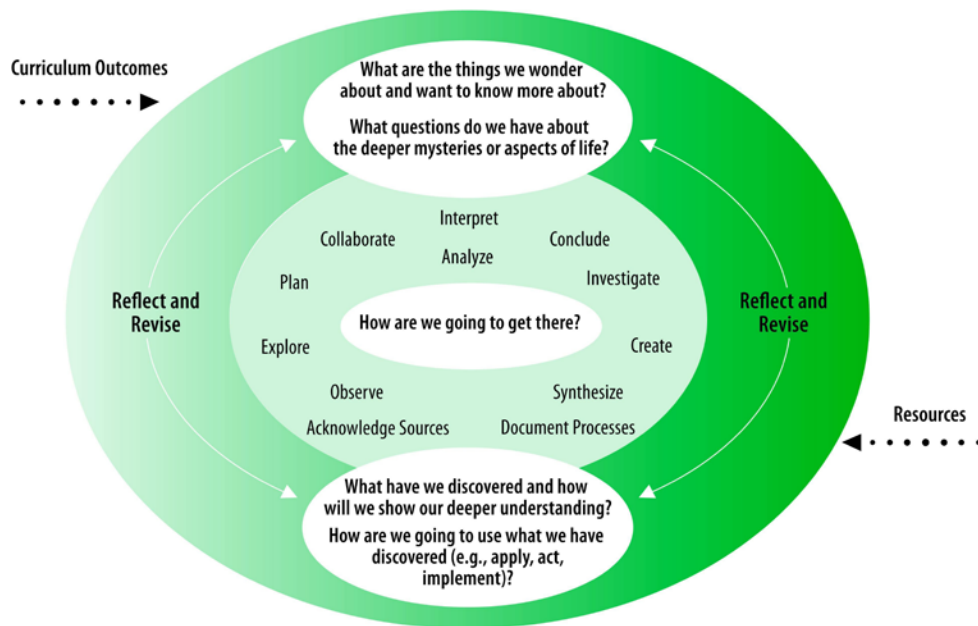 Curriculum Outcomes
What are the things we wonder
about and want to know more about?
What questions do we have about
the deeper mysteries or aspects of life?
Interpret
Collaborate
Conclude
Analyze
Plan
Investigate
Reflect and
Revise
How are we going to get there?
Reflect and
Revise
Explore
Create
Observe
Synthesize
Acknowledge Sources
Document Processes
Resources
What have we discovered and how
will we show our deeper understanding?
How are we going to use what we have
discovered (e.g., apply, act,
implement)?